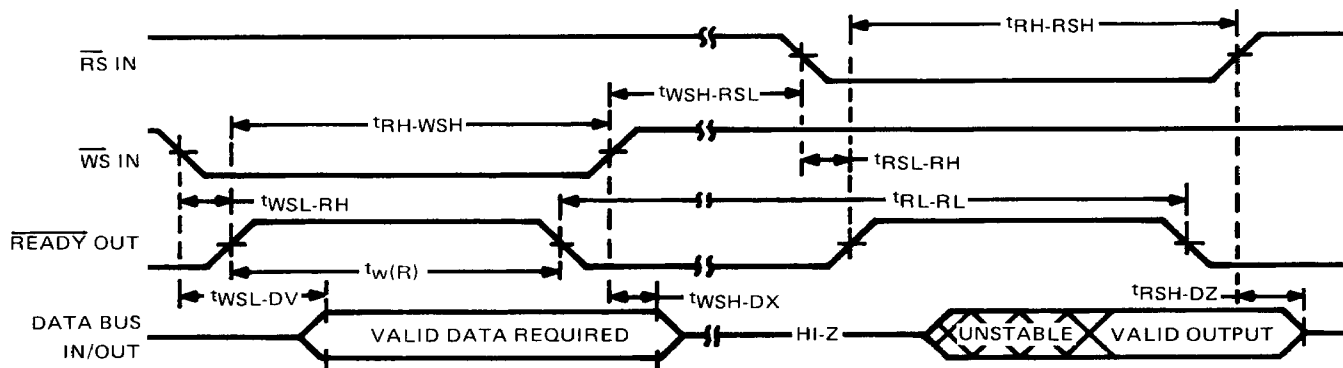 tRH-RSH
RS IN
tWSH-RSL
tRH-WSH
WS IN
tRSL-RH
tWSL-RH
tRL-RL
READY OUT
tw(R)
tWSL-DV
tWSH-DX
tRSH-DZ
DATA BUS
IN/OUT
VALID DATA REQUIRED
HI-Z
UNSTABLE
VALID OUTPUT